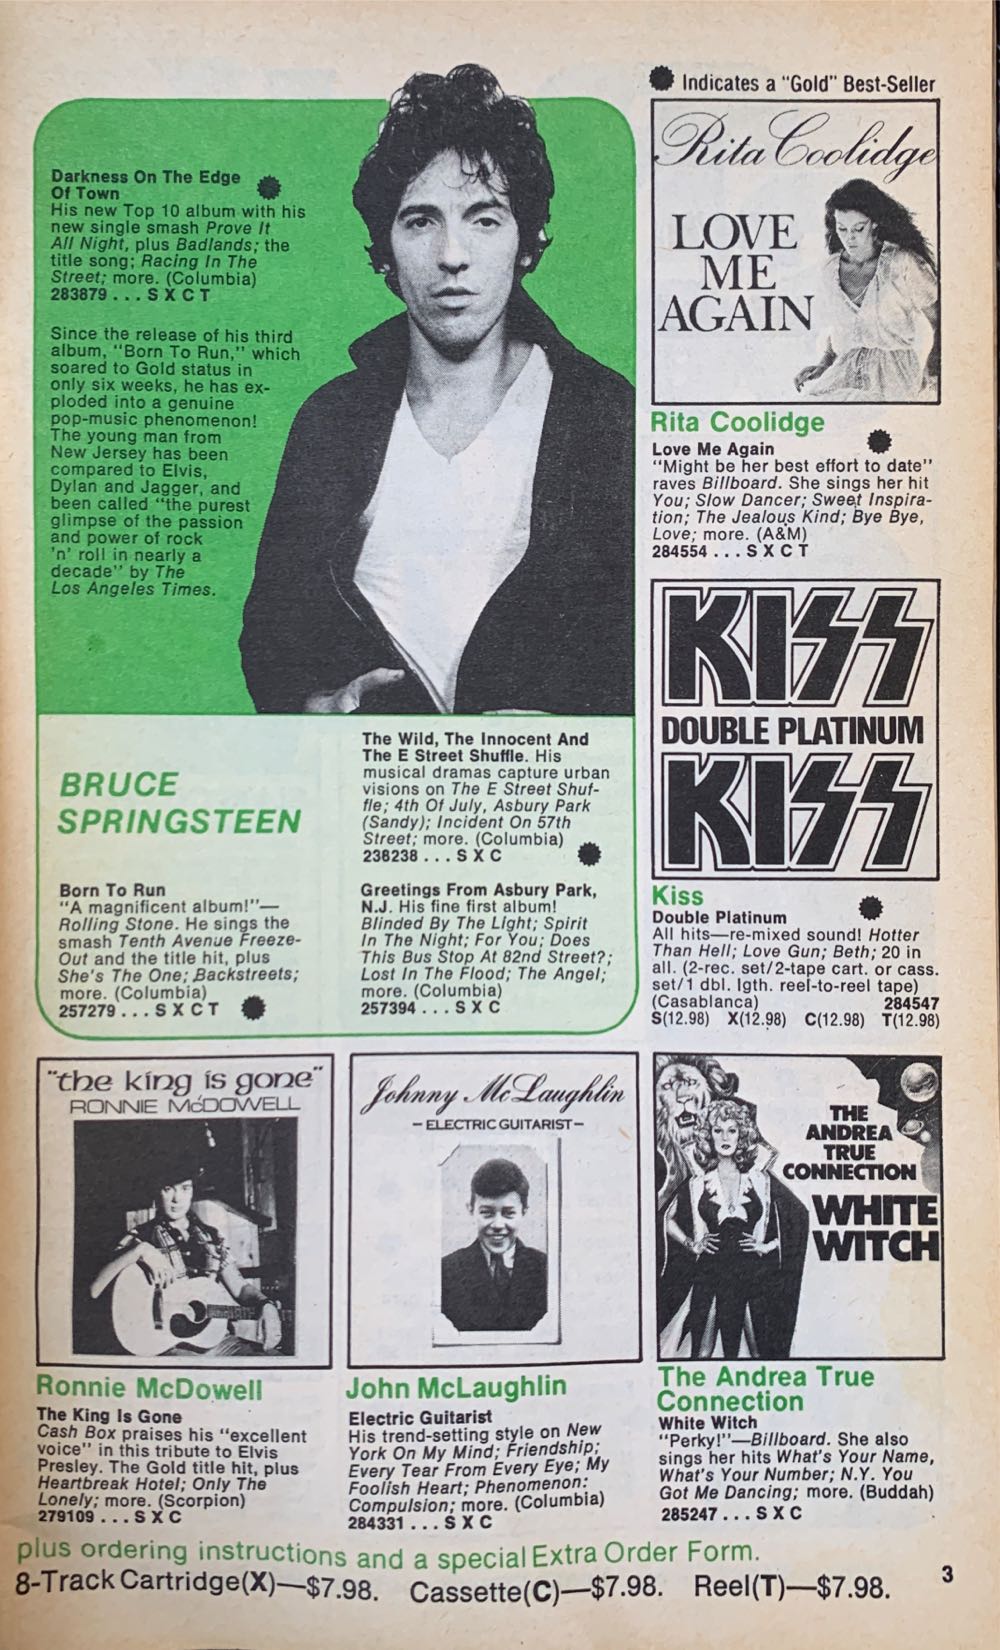 Indicates a "Gold" Best-Seller
Darkness On The Edge
Of Town
His new Top 10 album with his
new single smash Prove It
All Night, plus Badlands; the
title song; Racing In The
Street; more. (Columbia)
283879 . . . S X C T
Since the release of his third
album, "Born To Run," which
soared to Gold status in
only six weeks, he has ex-
ploded into a genuine
pop-music phenomenon!
The young man from
New Jersey has been
compared to Elvis,
Dylan and Jagger, and
been called "the purest
glimpse of the passion
and power of rock
'n' roll in nearly a
decade" by The
Los Angeles Times.
BRUCE
SPRINGSTEEN
Born To Run
"A magnificent album!"—
Rolling Stone. He sings the
smash Tenth Avenue Freeze-
Out and the title hit, plus
She's The One; Backstreets;
more. (Columbia)
257279 . . . S X C T
The Wild, The Innocent And
The E Street Shuffle. His
musical dramas capture urban
visions on The E Street Shuf-
fle; 4th Of July, Asbury Park
(Sandy); Incident On 57th
Street; more. (Columbia)
236238 . . . S X C
Greetings From Asbury Park,
N.J. His fine first album!
Blinded By The Light; Spirit
In The Night; For You; Does
This Bus Stop At 82nd Street?;
Lost In The Flood; The Angel;
more. (Columbia)
257394 . . . S X C
Rita Coolidge
LOVE
ME
AGAIN
Rita Coolidge
Love Me Again
"Might be her best effort to date"
raves Billboard. She sings her hit
You; Slow Dancer; Sweet Inspira-
tion; The Jealous Kind; Bye Bye,
Love; more. (A&M)
284554 . . . S X C T
KISS
DOUBLE PLATINUM
KISS
Kiss
Double Platinum
All hits—re-mixed sound! Hotter
Than Hell; Love Gun; Beth; 20 in
all. (2-rec. set/2-tape cart. or cass.
set/1 dbl. lgth. reel-to-reel tape)
(Casablanca) 284547
S(12.98) X(12.98) C(12.98) T(12.98)
"the king is gone"
RONNIE McDOWELL
Ronnie McDowell
The King Is Gone
Cash Box praises his "excellent
voice" in this tribute to Elvis
Presley. The Gold title hit, plus
Heartbreak Hotel; Only The
Lonely; more. (Scorpion)
279109 . . . S X C
Johnny McLaughlin
– ELECTRIC GUITARIST –
John McLaughlin
Electric Guitarist
His trend-setting style on New
York On My Mind; Friendship;
Every Tear From Every Eye; My
Foolish Heart; Phenomenon:
Compulsion; more. (Columbia)
284331 . . . S X C
THE
ANDREA
TRUE
CONNECTION
WHITE
WITCH
The Andrea True
Connection
White Witch
"Perky!"—Billboard. She also
sings her hits What's Your Name,
What's Your Number; N.Y. You
Got Me Dancing; more. (Buddah)
285247 . . . S X C
plus ordering instructions and a special Extra Order Form.
8-Track Cartridge(X)—$7.98. Cassette(C)—$7.98. Reel(T)—$7.98.
3